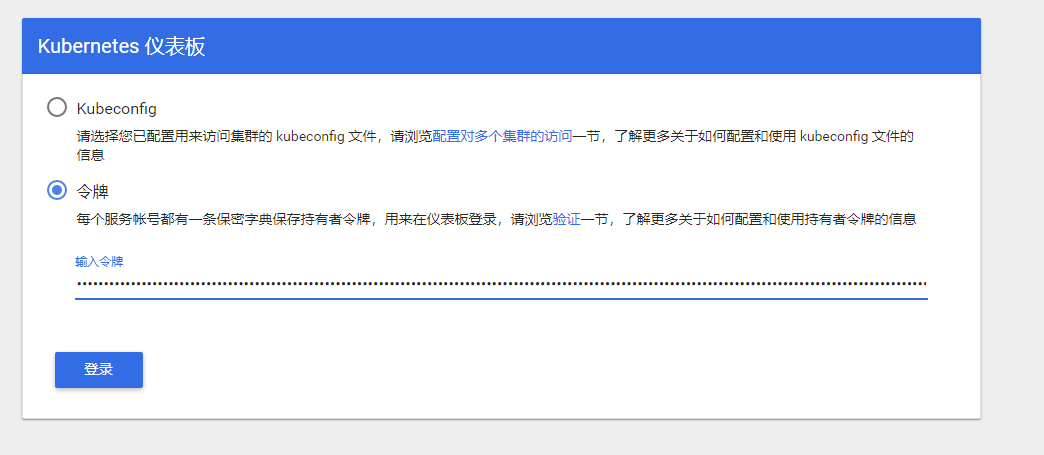 Kubernetes 仪表板
Kubeconfig
请选择您已配置用来访问集群的 kubeconfig 文件，请浏览配置对多个集群的访问一节，了解更多关于如何配置和使用 kubeconfig 文件的
信息
令牌
每个服务帐号都有一条保密字典保存持有者令牌，用来在仪表板登录，请浏览验证一节，了解更多关于如何配置和使用持有者令牌的信息
输入令牌
登录